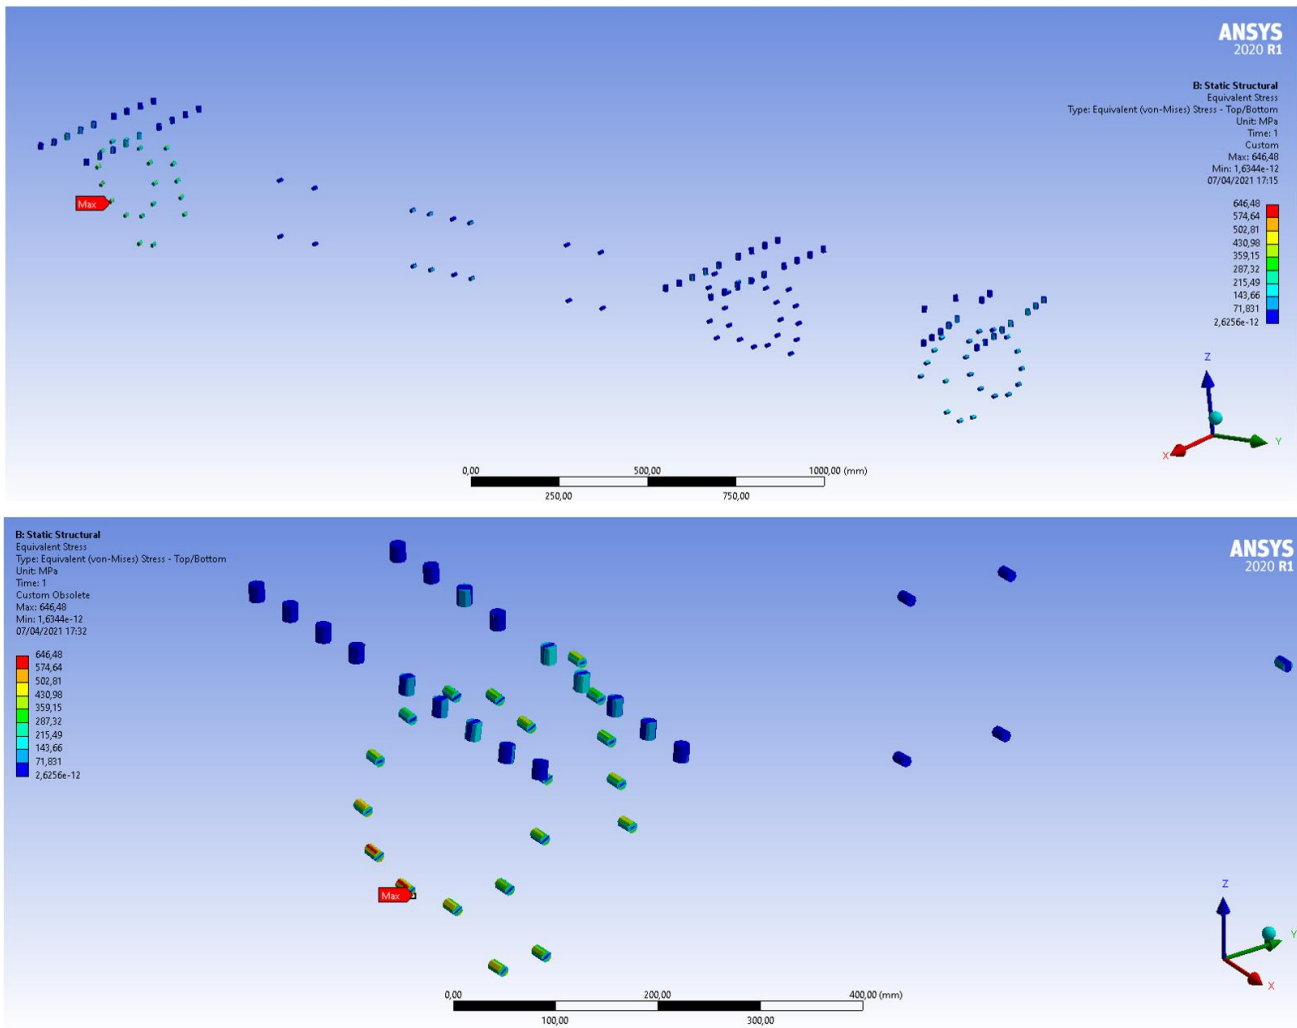 ANSYS
2020 R1
B: Static Structural
Equivalent Stress
Type: Equivalent (von-Mises) Stress - Top/Bottom
Unit: MPa
Time: 1
Custom
Max: 646,48
Min: 1,6344e-12
07/04/2021 17:15
646,48
574,64
502,81
430,98
359,15
287,32
215,49
143,66
71,831
2,6256e-12
Max
Z
Y
X
0,00 500,00 1000,00 (mm)
250,00 750,00
B: Static Structural
Equivalent Stress
Type: Equivalent (von-Mises) Stress - Top/Bottom
Unit: MPa
Time: 1
Custom Obsolete
Max: 646,48
Min: 1,6344e-12
07/04/2021 17:32
ANSYS
2020 R1
646,48
574,64
502,81
430,98
359,15
287,32
215,49
143,66
71,831
2,6256e-12
Max
Z
Y
X
0,00 200,00 400,00 (mm)
100,00 300,00